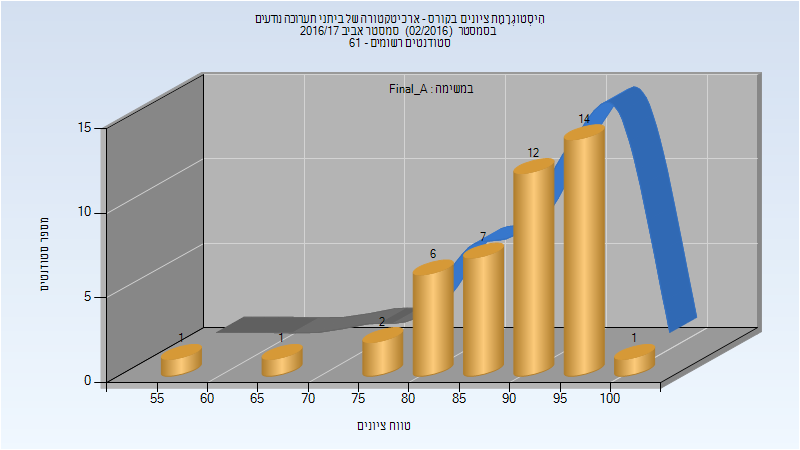 היסטוגרמת ציונים בקורס - ארכיטקטורה של ביתני תערוכה נודעים
בסמסטר (02/2016) סמסטר אביב 2016/17
סטודנטים רשומים - 61
במשימה : Final_A
מספר סטודנטים
15
10
5
0
1
1
2
6
7
12
14
1
55 60 65 70 75 80 85 90 95 100
טווח ציונים